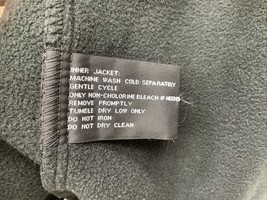 INNER JACKET:
MACHINE WASH COLD SEPARATELY
GENTLE CYCLE
ONLY NON-CHOLORINE BLEACH IF NEEDED
REMOVE PROMPTLY
TUMBLE DRY LOW ONLY
DO NOT IRON
DO NOT DRY CLEAN